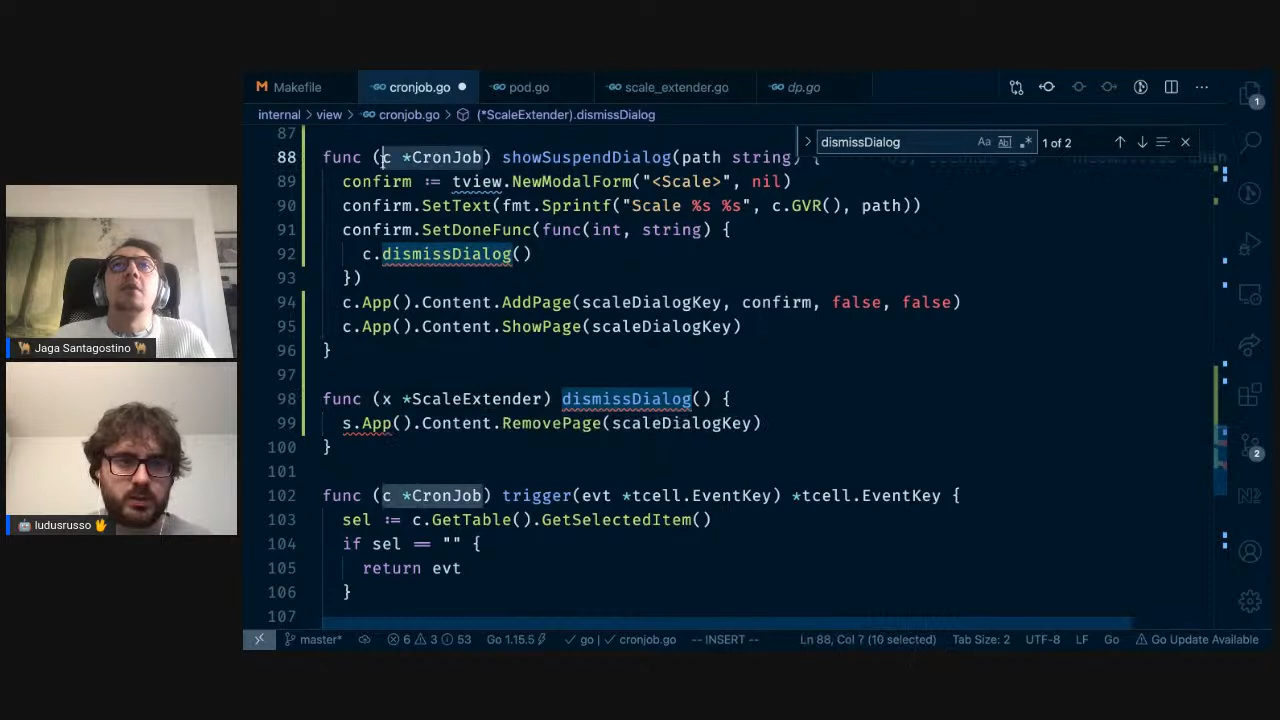 Makefile
cronjob.go
pod.go
scale_extender.go
dp.go
internal > view > cronjob.go > (*ScaleExtender).dismissDialog
dismissDialog
Aa
Ab
1 of 2
87
88 func (c *CronJob) showSuspendDialog(path string) {
89 confirm := tview.NewModalForm("<Scale>", nil)
90 confirm.SetText(fmt.Sprintf("Scale %s %s", c.GVR(), path))
91 confirm.SetDoneFunc(func(int, string) {
92 c.dismissDialog()
93 })
94 c.App().Content.AddPage(scaleDialogKey, confirm, false, false)
95 c.App().Content.ShowPage(scaleDialogKey)
96 }
97
98 func (x *ScaleExtender) dismissDialog() {
99 s.App().Content.RemovePage(scaleDialogKey)
100 }
101
102 func (c *CronJob) trigger(evt *tcell.EventKey) *tcell.EventKey {
103 sel := c.GetTable().GetSelectedItem()
104 if sel == "" {
105 return evt
106 }
107
master* 6 3 53 Go 1.15.5 go | cronjob.go -- INSERT -- Ln 88, Col 7 (10 selected) Tab Size: 2 UTF-8 LF Go Go Update Available
1
2
N2
🐫 Jaga Santagostino 🐫
🤖 ludusrusso 🖖